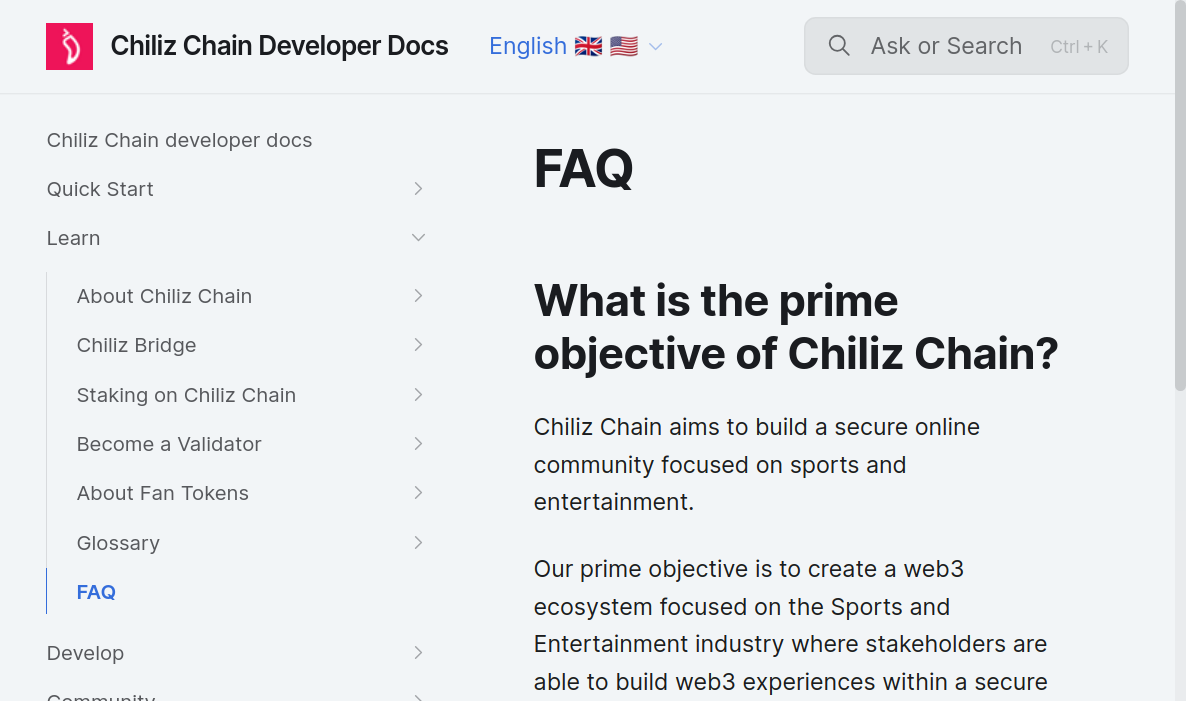 Chiliz Chain Developer Docs
English 🇬🇧 🇺🇸
Ask or Search Ctrl + K
Chiliz Chain developer docs
Quick Start
Learn
About Chiliz Chain
Chiliz Bridge
Staking on Chiliz Chain
Become a Validator
About Fan Tokens
Glossary
FAQ
Develop
Community
FAQ
What is the prime
objective of Chiliz Chain?
Chiliz Chain aims to build a secure online
community focused on sports and
entertainment.
Our prime objective is to create a web3
ecosystem focused on the Sports and
Entertainment industry where stakeholders are
able to build web3 experiences within a secure